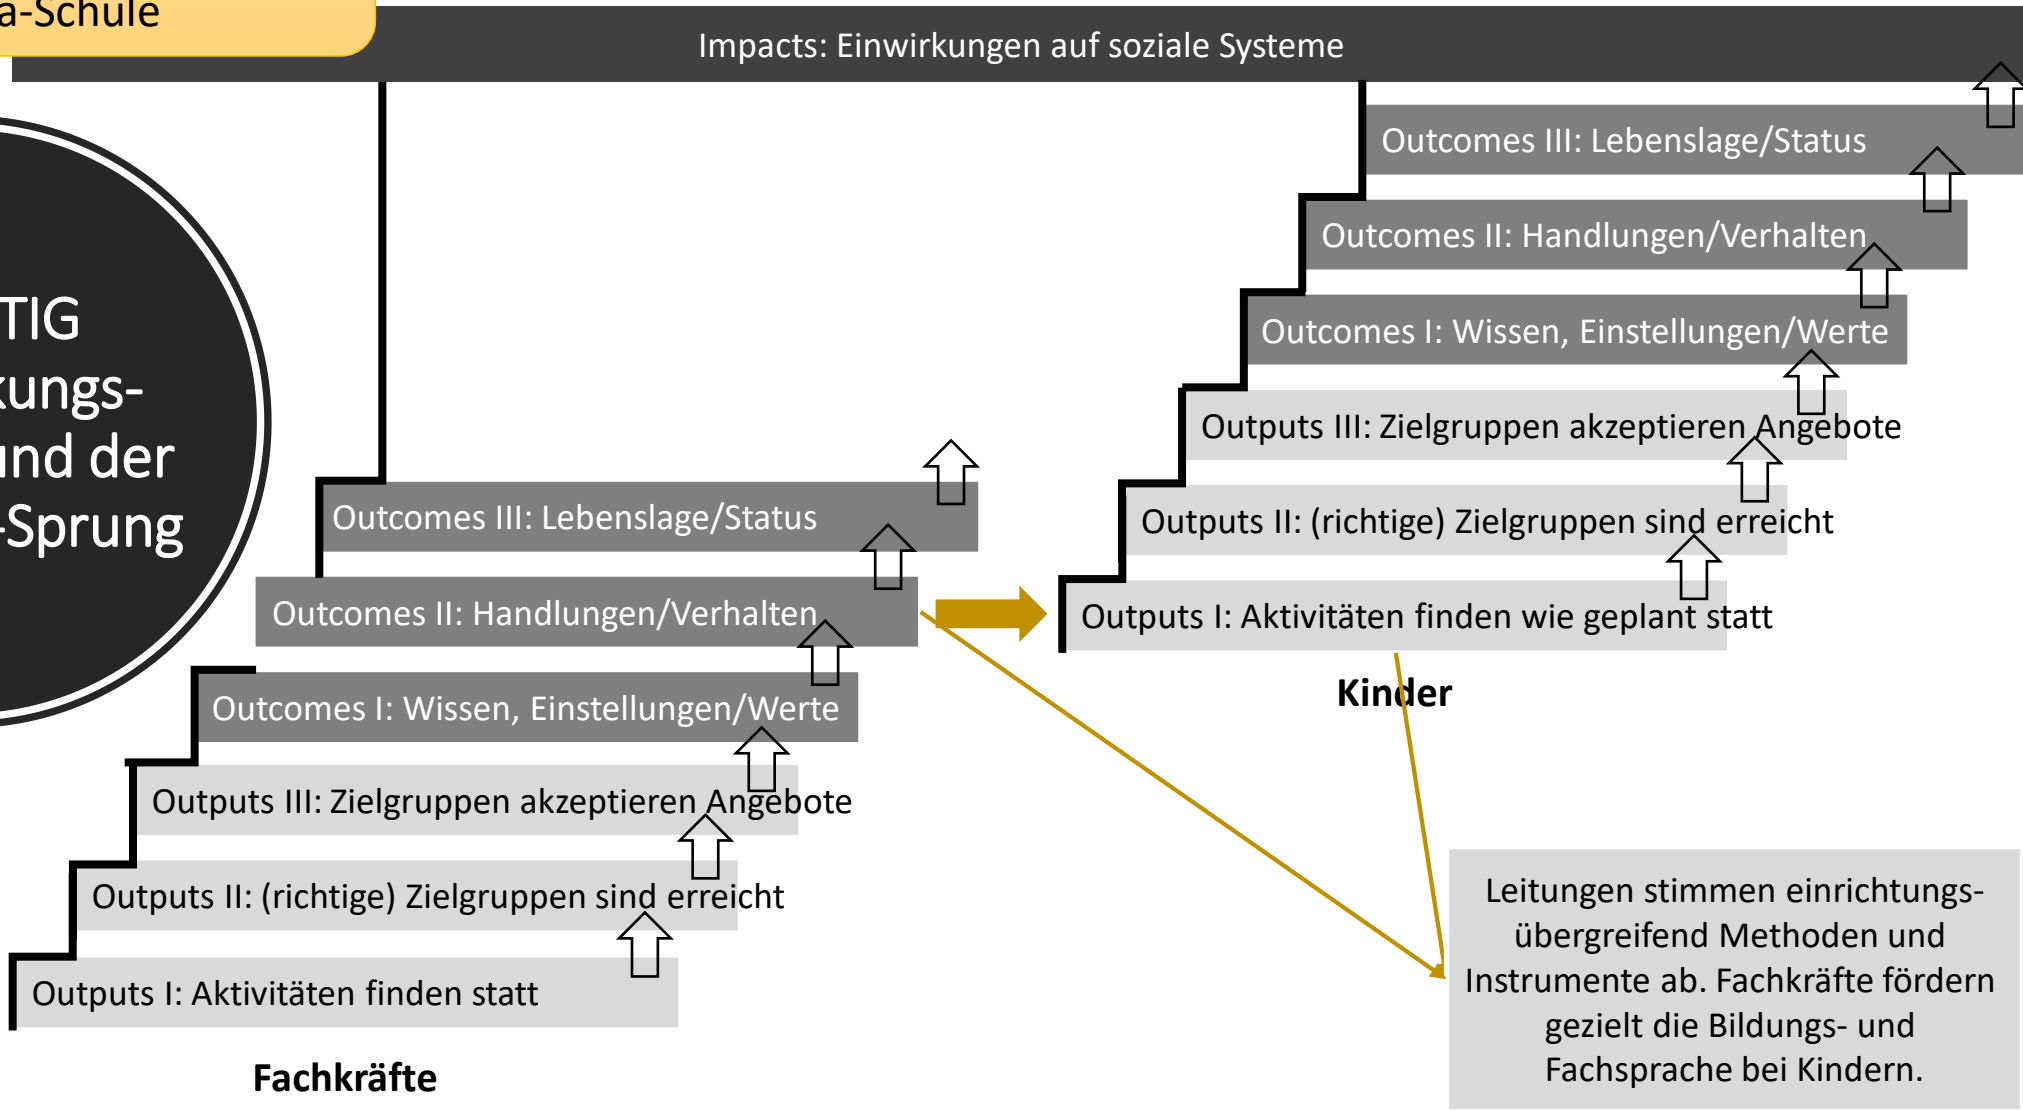 a-Schule
Impacts: Einwirkungen auf soziale Systeme
TIG
kungs-
und der
-Sprung
Outcomes III: Lebenslage/Status
Outcomes II: Handlungen/Verhalten
Outcomes I: Wissen, Einstellungen/Werte
Outputs III: Zielgruppen akzeptieren Angebote
Outputs II: (richtige) Zielgruppen sind erreicht
Outputs I: Aktivitäten finden statt
Fachkräfte
Outcomes III: Lebenslage/Status
Outcomes II: Handlungen/Verhalten
Outcomes I: Wissen, Einstellungen/Werte
Outputs III: Zielgruppen akzeptieren Angebote
Outputs II: (richtige) Zielgruppen sind erreicht
Outputs I: Aktivitäten finden wie geplant statt
Kinder
Leitungen stimmen einrichtungs-
übergreifend Methoden und
Instrumente ab. Fachkräfte fördern
gezielt die Bildungs- und
Fachsprache bei Kindern.